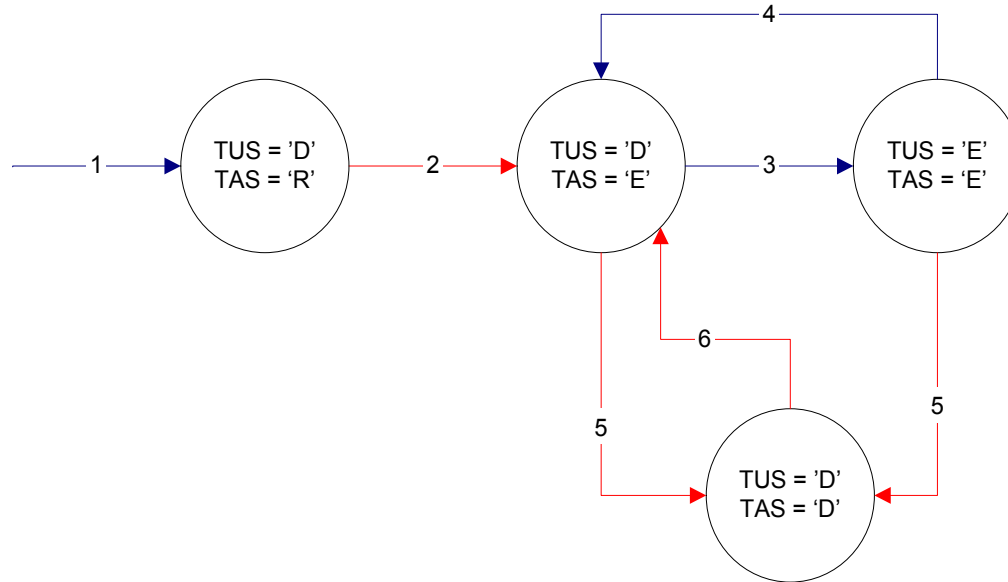 4
TUS = ’D’
TAS = ‘R’
TUS = ’D’
TAS = ‘E’
TUS = ’E’
TAS = ‘E’
1
2
3
6
5
5
TUS = ’D’
TAS = ‘D’